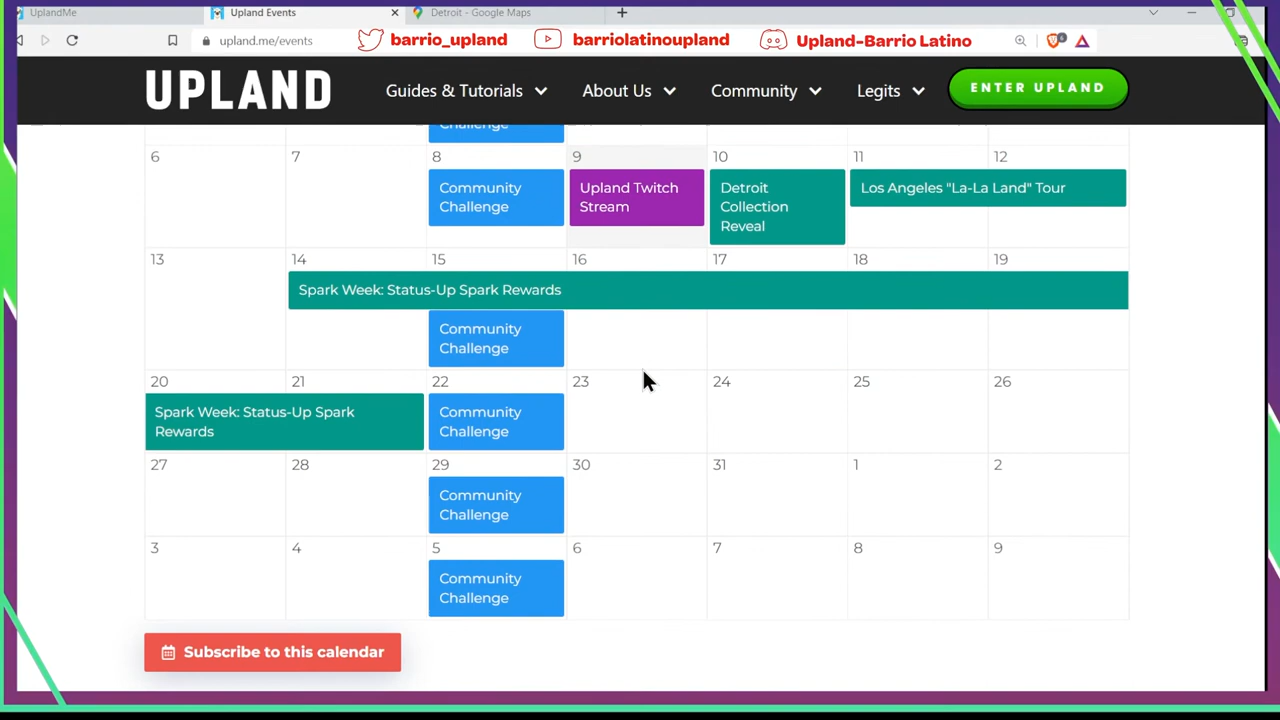 UplandMe
Upland Events
Detroit - Google Maps
upland.me/events
barrio_upland
barriolatinoupland
Upland-Barrio Latino
UPLAND
Guides & Tutorials
About Us
Community
Legits
ENTER UPLAND
Challenge
6
7
8
9
10
11
12
Community
Challenge
Upland Twitch
Stream
Detroit
Collection
Reveal
Los Angeles "La-La Land" Tour
13
14
15
16
17
18
19
Spark Week: Status-Up Spark Rewards
Community
Challenge
20
21
22
23
24
25
26
Spark Week: Status-Up Spark
Rewards
Community
Challenge
27
28
29
30
31
1
2
Community
Challenge
3
4
5
6
7
8
9
Community
Challenge
Subscribe to this calendar